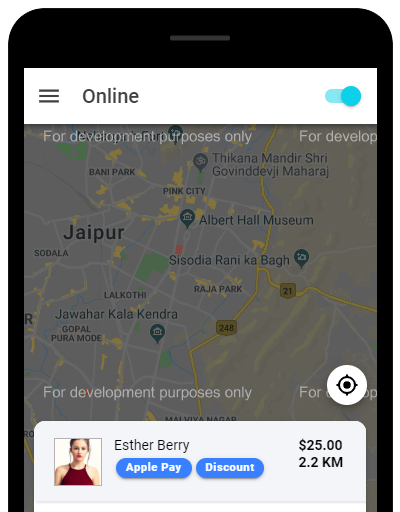 Online
For development purposes only
For develop
Thikana Mandir Shri
Govinddevji Maharaj
BANI PARK
PINK CITY
Albert Hall Museum
Jaipur
SODALA
Sisodia Rani ka Bagh
LALKOTHI
RAJA PARK
21
Jawahar Kala Kendra
R
GOPAL
PURA MODE
248
For development purposes only
For develop
MALVIYA NAGAR
Esther Berry
$25.00
Apple Pay
Discount
2.2 KM